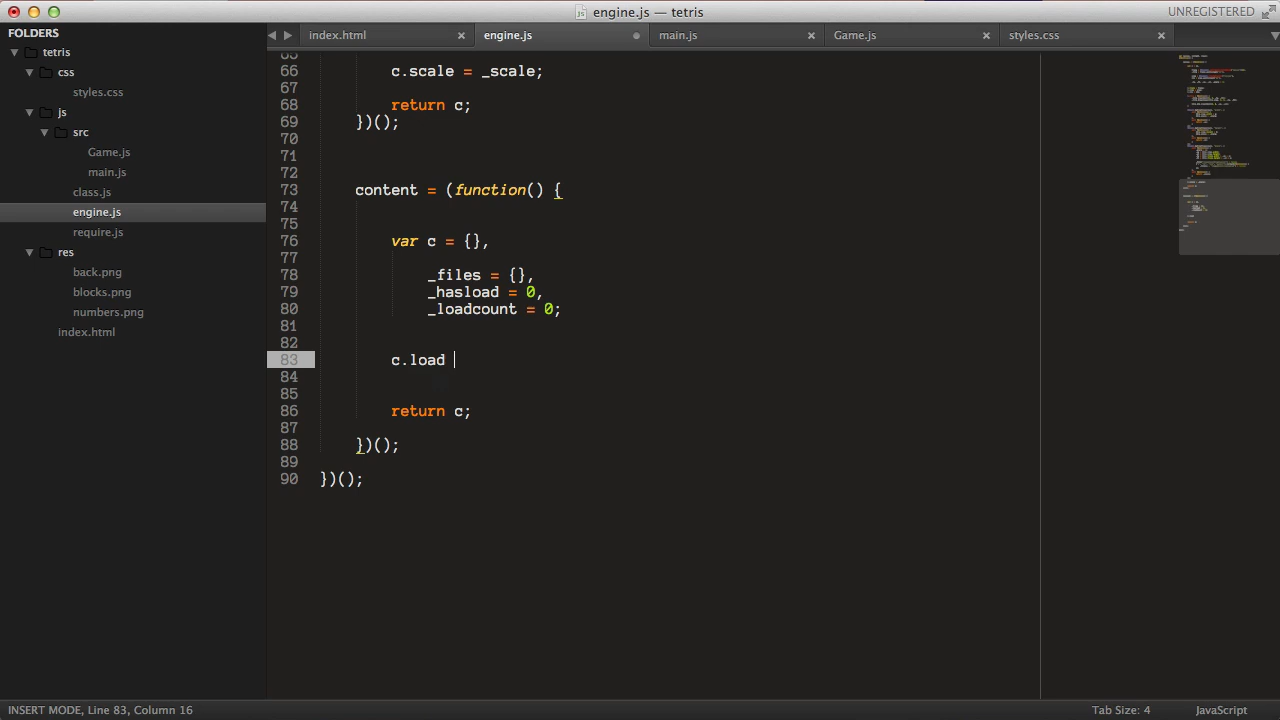 engine.js — tetris
UNREGISTERED
FOLDERS
tetris
css
styles.css
js
src
Game.js
main.js
class.js
engine.js
require.js
res
back.png
blocks.png
numbers.png
index.html
index.html
engine.js
main.js
Game.js
styles.css
65
66 c.scale = _scale;
67
68 return c;
69 })();
70
71
72
73 content = (function() {
74
75
76 var c = {},
77
78 _files = {},
79 _hasload = 0,
80 _loadcount = 0;
81
82
83 c.load
84
85
86 return c;
87
88 })();
89
90 })();
INSERT MODE, Line 83, Column 16
Tab Size: 4
JavaScript